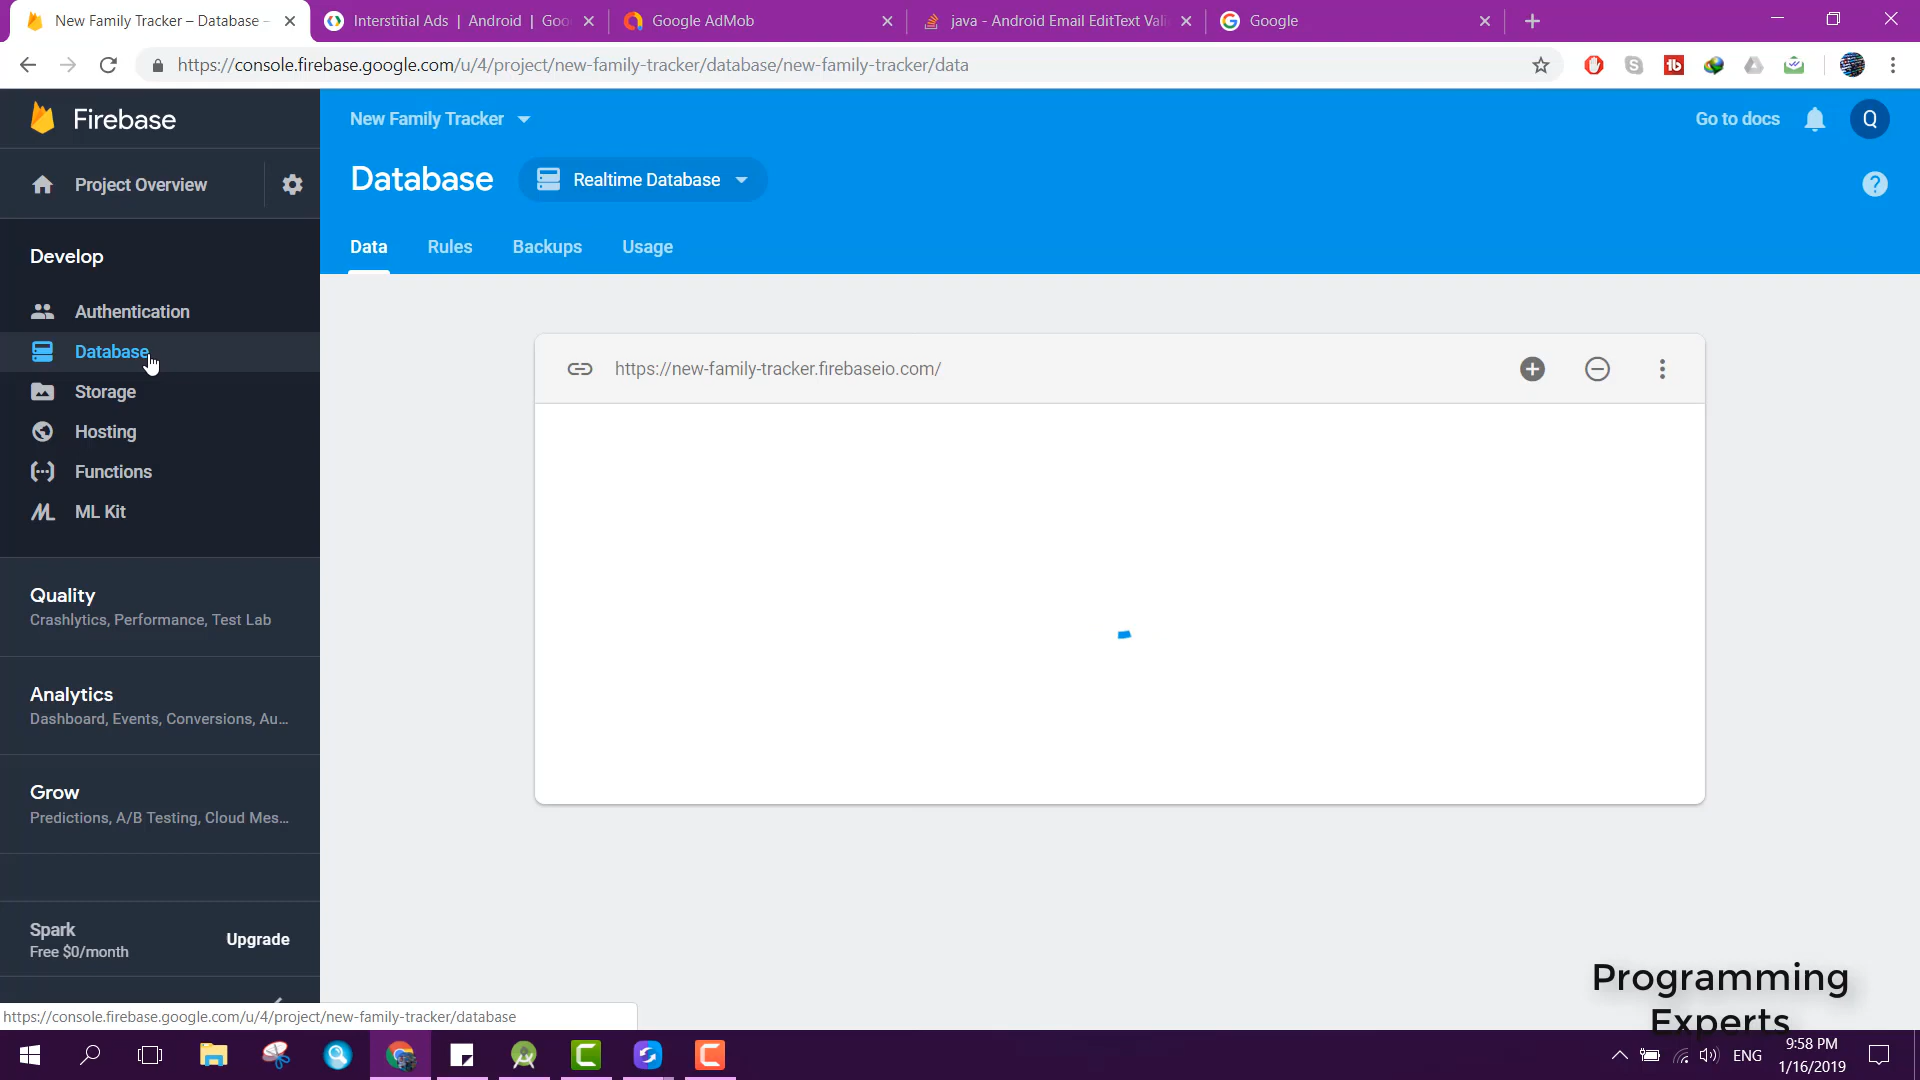 New Family Tracker – Database –
Interstitial Ads | Android | Goo
Google AdMob
java - Android Email EditText Vali
Google
https://console.firebase.google.com/u/4/project/new-family-tracker/database/new-family-tracker/data
Firebase
New Family Tracker
Go to docs
Q
Project Overview
Database
Realtime Database
?
Data
Rules
Backups
Usage
Develop
Authentication
Database
Storage
Hosting
Functions
ML Kit
https://new-family-tracker.firebaseio.com/
Quality
Crashlytics, Performance, Test Lab
Analytics
Dashboard, Events, Conversions, Au...
Grow
Predictions, A/B Testing, Cloud Mes...
Spark
Free $0/month
Upgrade
Programming
Experts
https://console.firebase.google.com/u/4/project/new-family-tracker/database
ENG
9:58 PM
1/16/2019